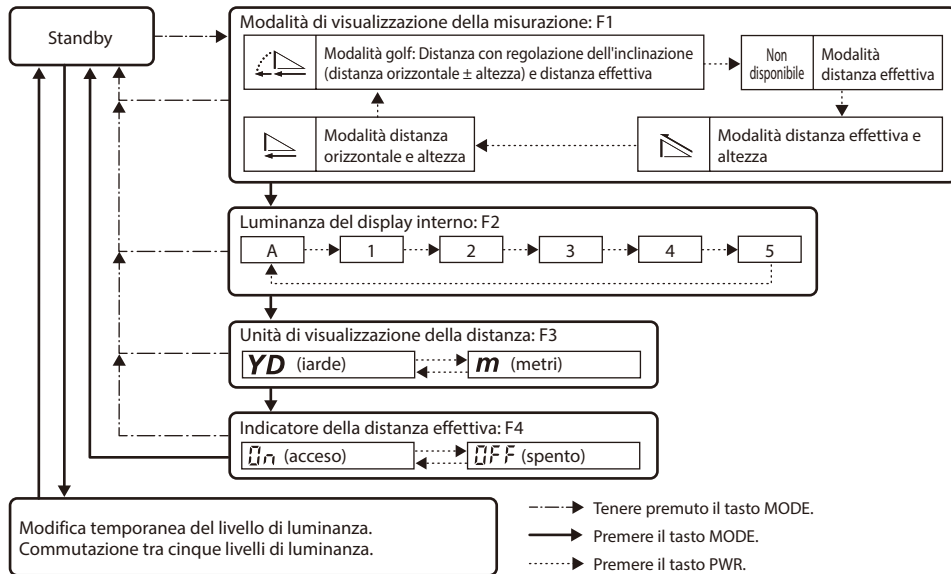 Standby
Modalità di visualizzazione della misurazione: F1
Modalità golf: Distanza con regolazione dell'inclinazione
(distanza orizzontale ± altezza) e distanza effettiva
Non
disponibile
Modalità
distanza effettiva
Modalità distanza
orizzontale e altezza
Modalità distanza effettiva e
altezza
Luminanza del display interno: F2
A 1 2 3 4 5
Unità di visualizzazione della distanza: F3
YD (iarde) m (metri)
Indicatore della distanza effettiva: F4
On (acceso) OFF (spento)
Modifica temporanea del livello di luminanza.
Commutazione tra cinque livelli di luminanza.
Tenere premuto il tasto MODE.
Premere il tasto MODE.
Premere il tasto PWR.